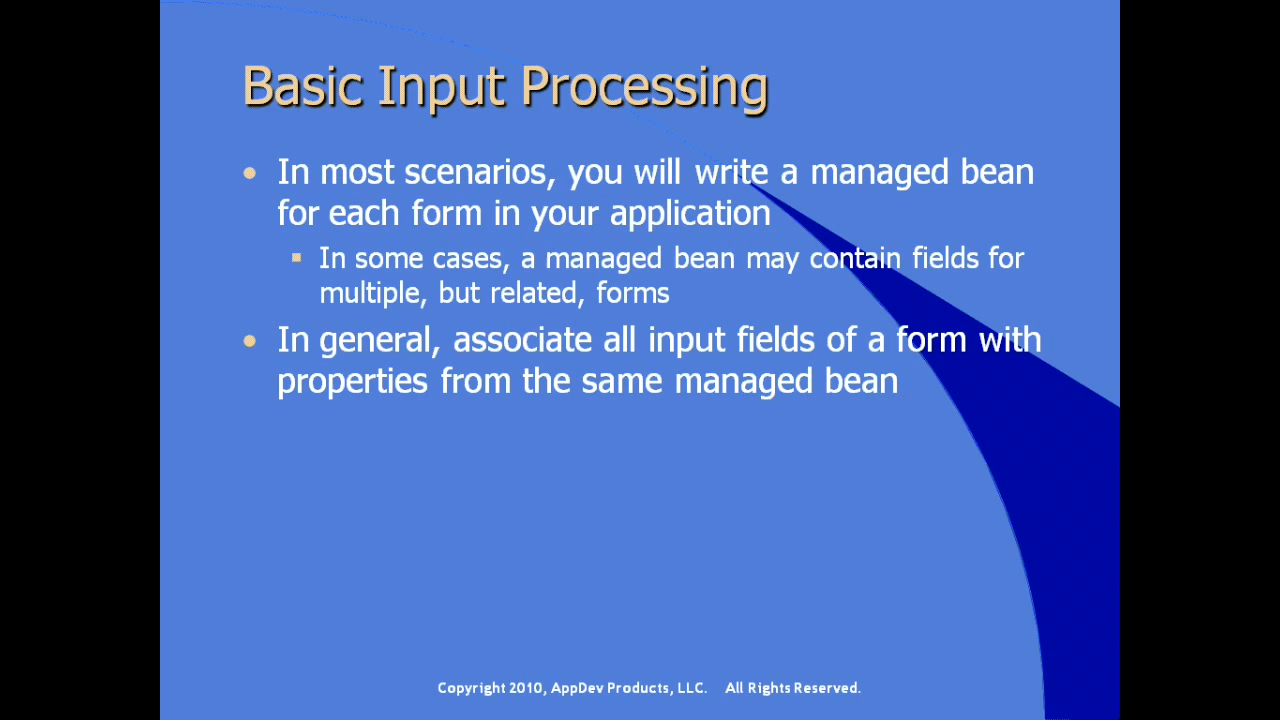 Basic Input Processing
• In most scenarios, you will write a managed bean
for each form in your application
▪ In some cases, a managed bean may contain fields for
multiple, but related, forms
• In general, associate all input fields of a form with
properties from the same managed bean
Copyright 2010, AppDev Products, LLC. All Rights Reserved.